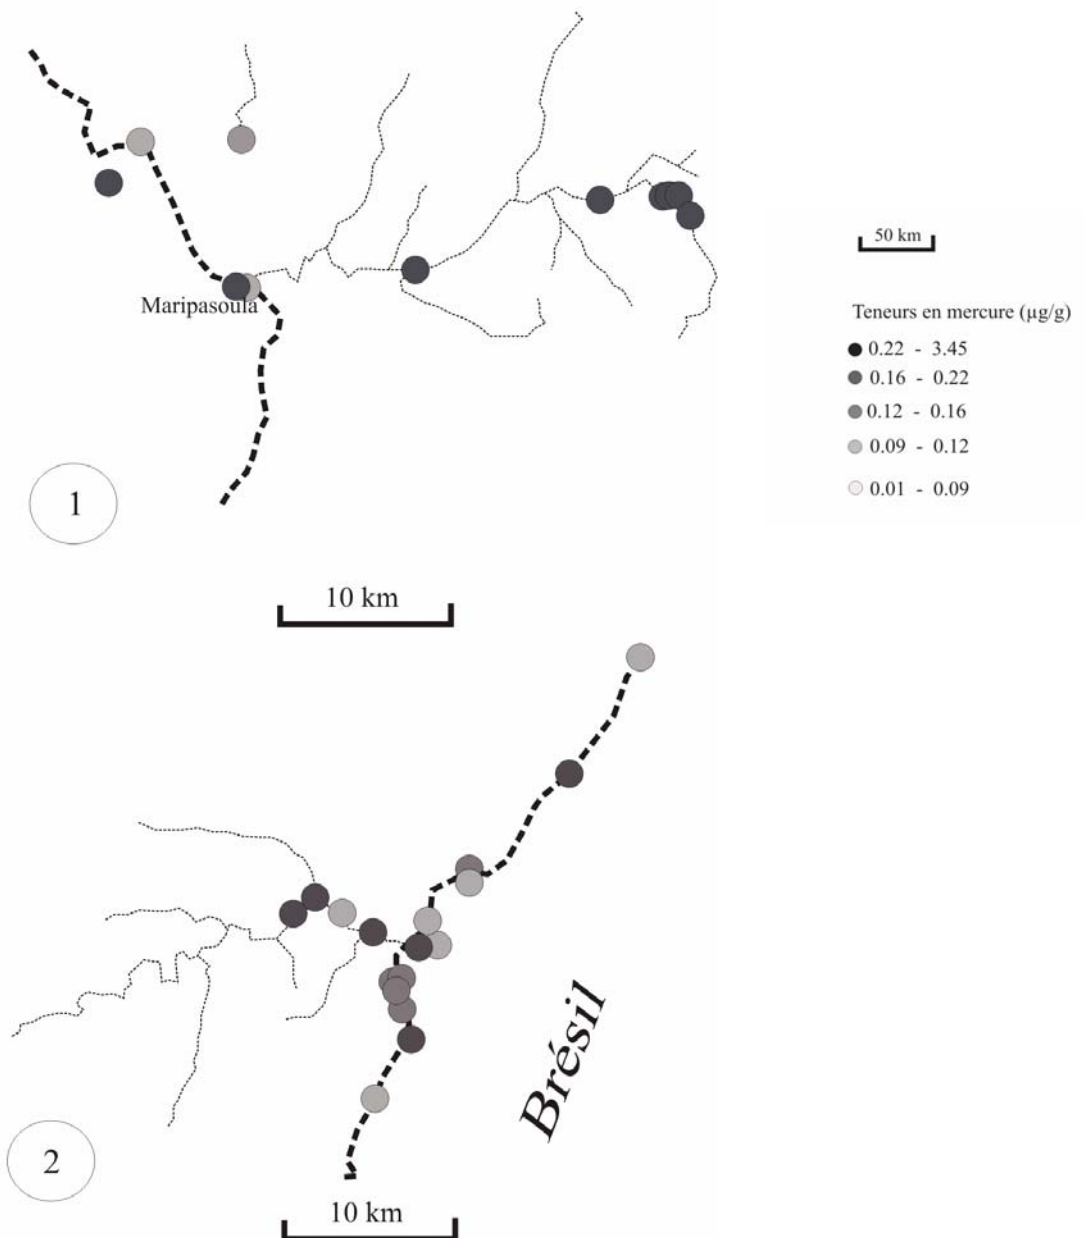 Maripasoula
1
10 km
50 km
Teneurs en mercure (µg/g)
0.22 - 3.45
0.16 - 0.22
0.12 - 0.16
0.09 - 0.12
0.01 - 0.09
Brésil
2
10 km